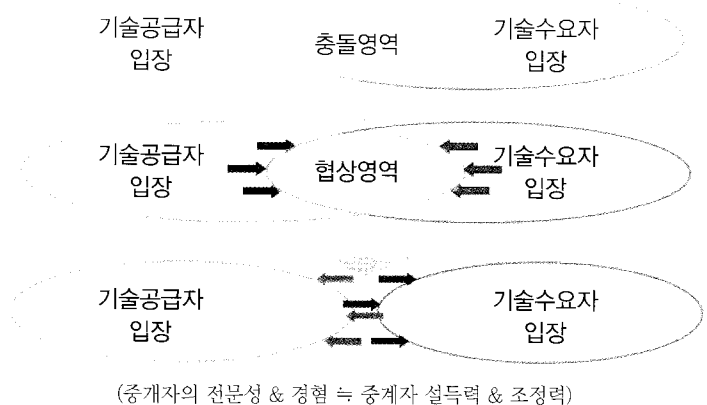 기술공급자 충돌영역 기술수요자
입장 입장
기술공급자 협상영역 기술수요자
입장 입장
기술공급자 기술수요자
입장 입장
(중개자의 전문성 & 경험 ≒ 중계자 설득력 & 조정력)